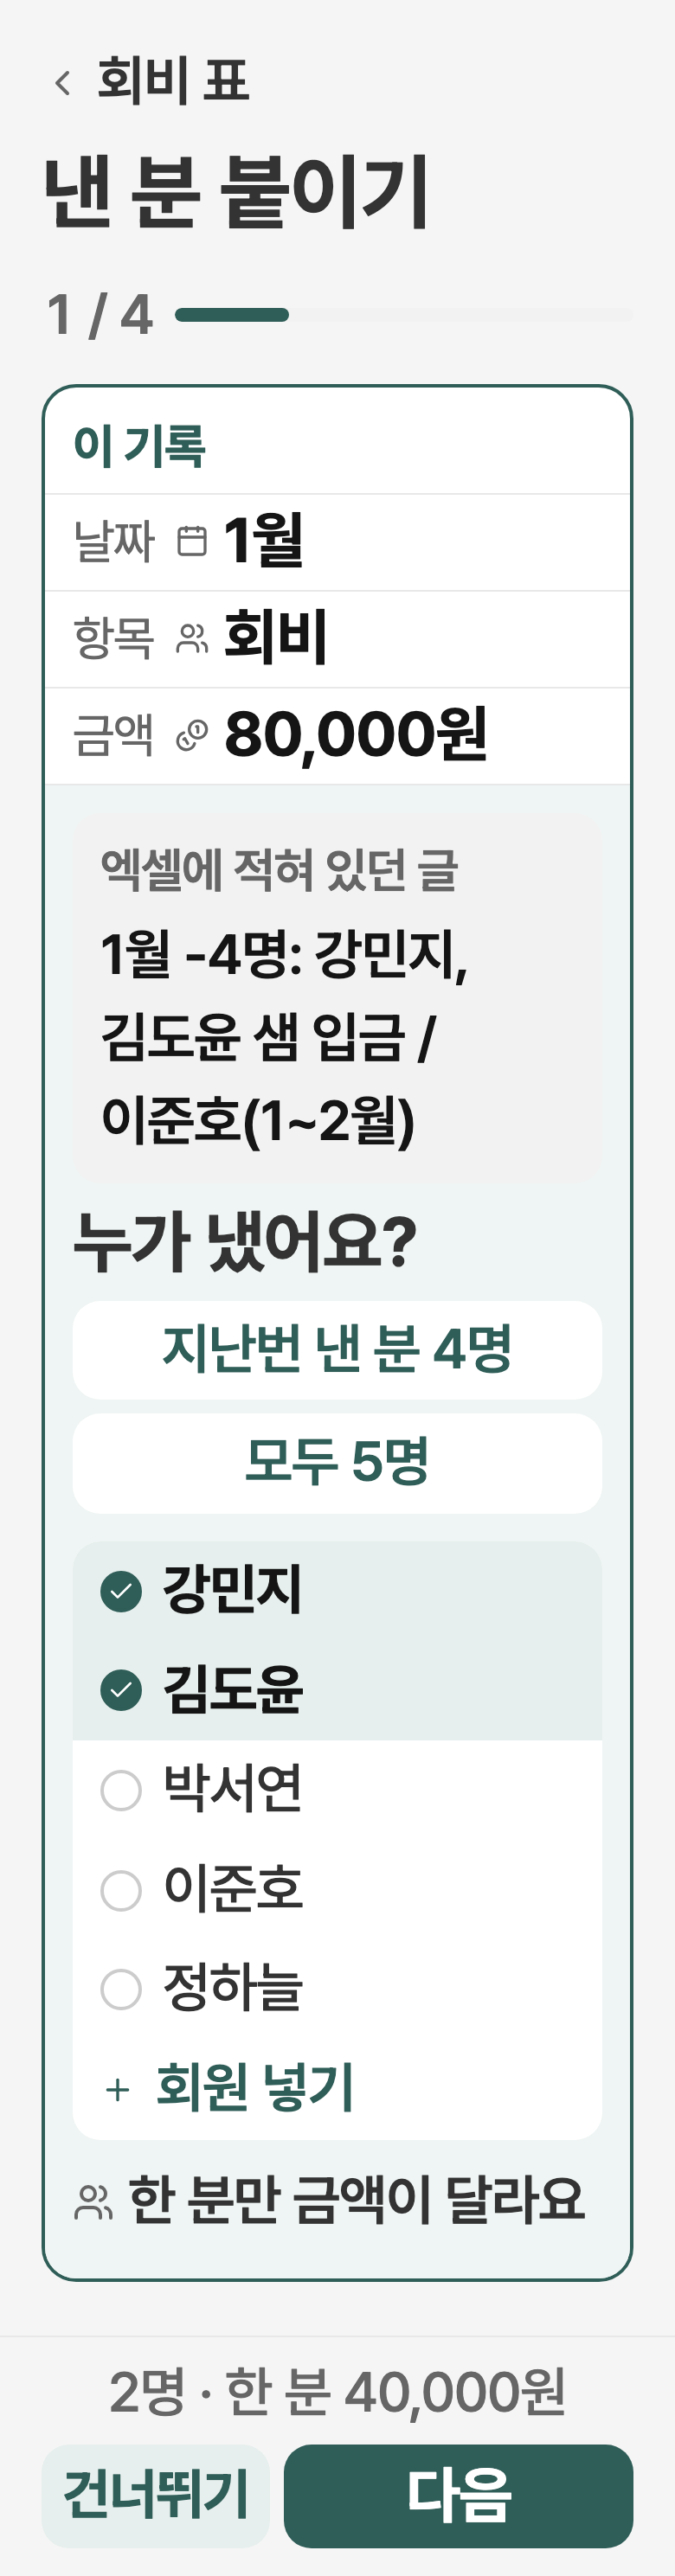 회비 표
낸 분 붙이기
1 / 4
이 기록
날짜 1월
항목 회비
금액 80,000원
엑셀에 적혀 있던 글
1월 -4명: 강민지,
김도윤 샘 입금 /
이준호(1~2월)
누가 냈어요?
지난번 낸 분 4명
모두 5명
강민지
김도윤
박서연
이준호
정하늘
+ 회원 넣기
한 분만 금액이 달라요
2명 · 한 분 40,000원
건너뛰기 다음